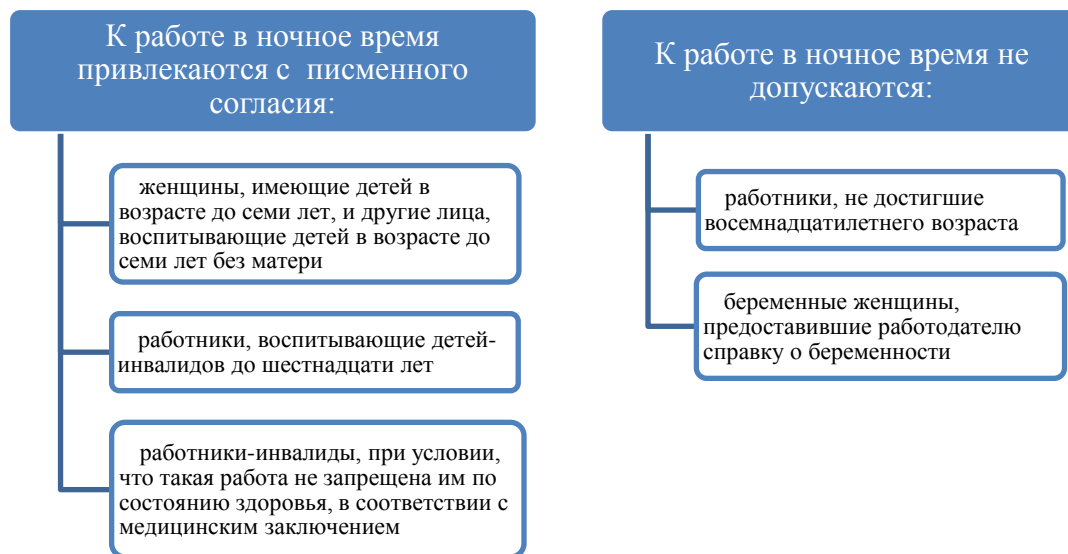 К работе в ночное время
привлекаются с писменного
согласия:
женщины, имеющие детей в
возрасте до семи лет, и другие лица,
воспитывающие детей в возрасте до
семи лет без матери
работники, воспитывающие детей-
инвалидов до шестнадцати лет
работники-инвалиды, при условии,
что такая работа не запрещена им по
состоянию здоровья, в соответствии с
медицинским заключением
К работе в ночное время не
допускаются:
работники, не достигшие
восемнадцатилетнего возраста
беременные женщины,
предоставившие работодателю
справку о беременности